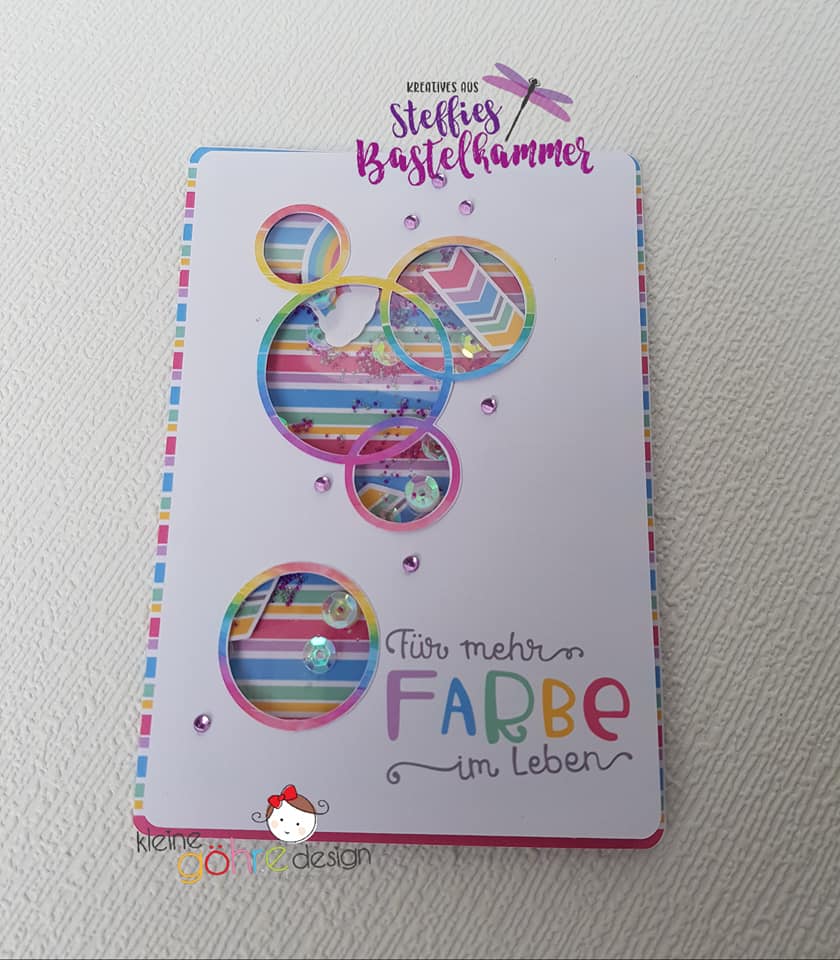 KREATIVES AUS
Steffies
Bastelkammer
Für mehr
FARBE
im Leben
kleine
göhre design